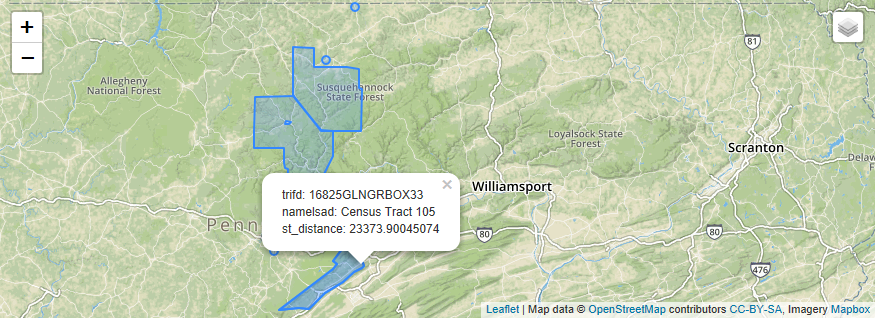 +
−
81
Allegheny
National Forest
Susquehannock
State Forest
Loyalsock State
Forest
Scranton
Delaw
×
trifd: 16825GLNGRBOX33
namelsad: Census Tract 105
st_distance: 23373.90045074
Williamsport
Penn
80
80
476
Leaflet | Map data © OpenStreetMap contributors CC-BY-SA, Imagery Mapbox